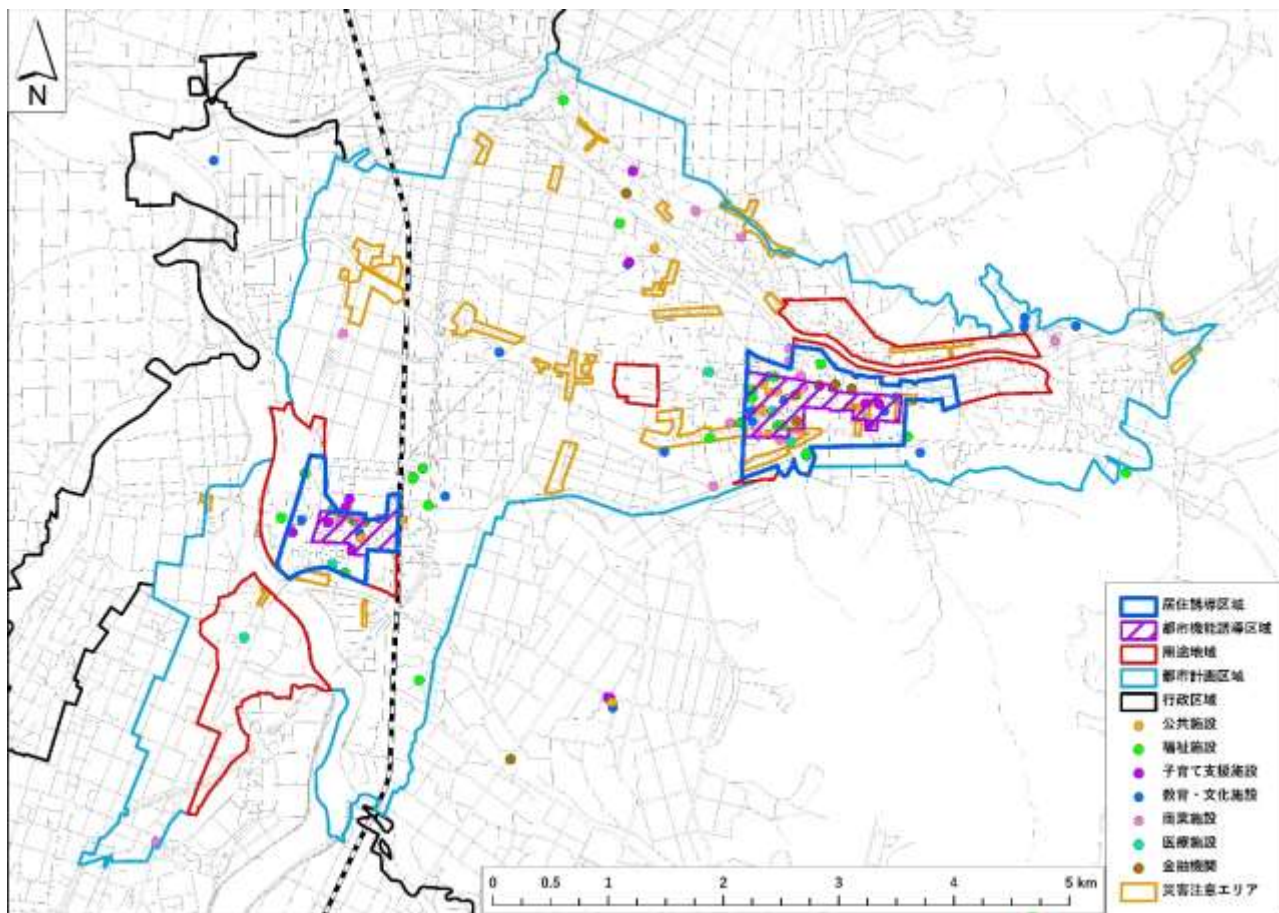 N
居住誘導区域
都市機能誘導区域
用途地域
都市計画区域
行政区域
公共施設
福祉施設
子育て支援施設
教育・文化施設
商業施設
医療施設
金融機関
災害注意エリア
0 0.5 1 2 3 4 5 km